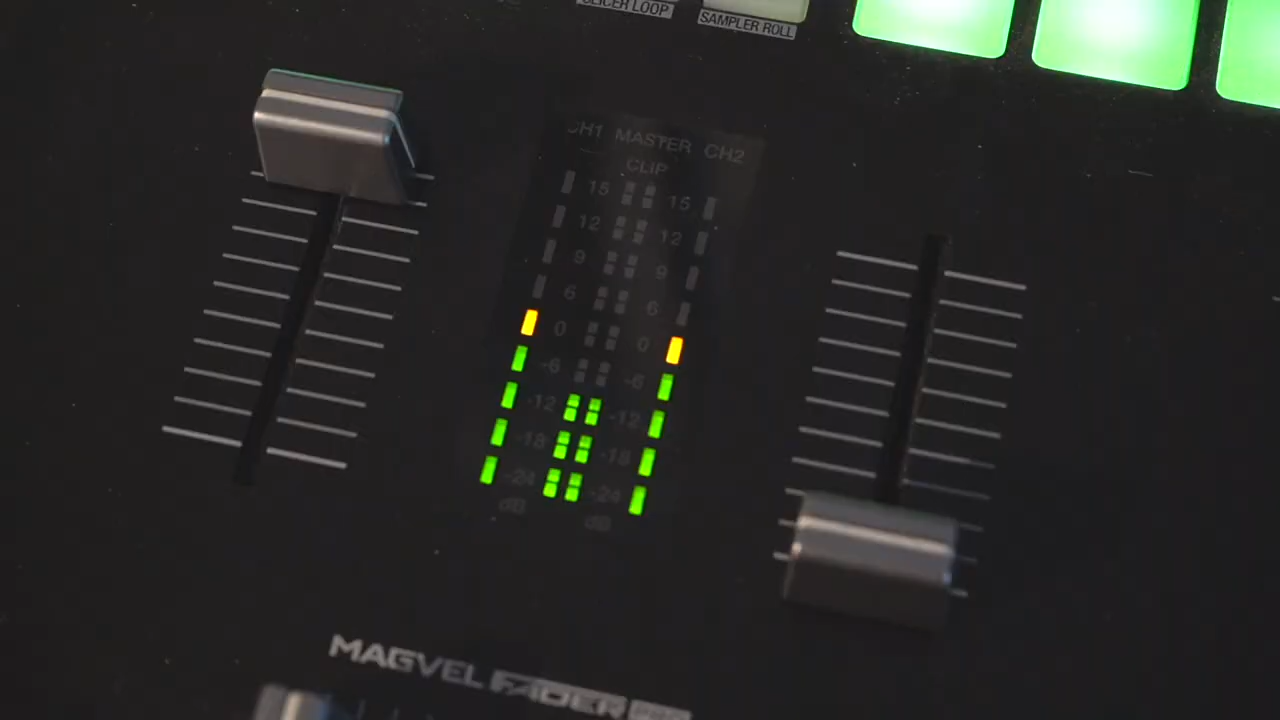 SLICER LOOP
SAMPLER ROLL
CH1 MASTER CH2
CLIP
15 15
12 12
9 9
6 6
0 0
-6 -6
-12 -12
-18 -18
-24 -24
dB dB
MAGVEL FADER PRO